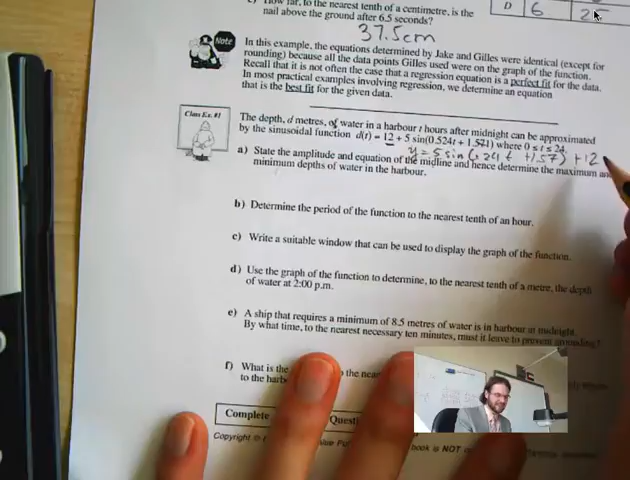 c) How far, to the nearest tenth of a centimetre, is the
nail above the ground after 6.5 seconds?
37.5cm
D 6 25
Note
In this example, the equations determined by Jake and Gilles were identical (except for
rounding) because all the data points Gilles used were on the graph of the function.
Recall that it is not often the case that a regression equation is a perfect fit for the data.
In most practical examples involving regression, we determine an equation
that is the best fit for the given data.
Class Ex. #1
The depth, d metres, of water in a harbour t hours after midnight can be approximated
by the sinusoidal function d(t) = 12 + 5 sin(0.524t + 1.571) where 0 ≤ t ≤ 24.
y = 5 sin(.524 t + 1.57) + 12
a) State the amplitude and equation of the midline and hence determine the maximum and
minimum depths of water in the harbour.
b) Determine the period of the function to the nearest tenth of an hour.
c) Write a suitable window that can be used to display the graph of the function.
d) Use the graph of the function to determine, to the nearest tenth of a metre, the depth
of water at 2:00 p.m.
e) A ship that requires a minimum of 8.5 metres of water is in harbour at midnight.
By what time, to the nearest necessary ten minutes, must it leave to prevent grounding?
f) What is the
to the harb
Complete
Copyright ©
book is NOT